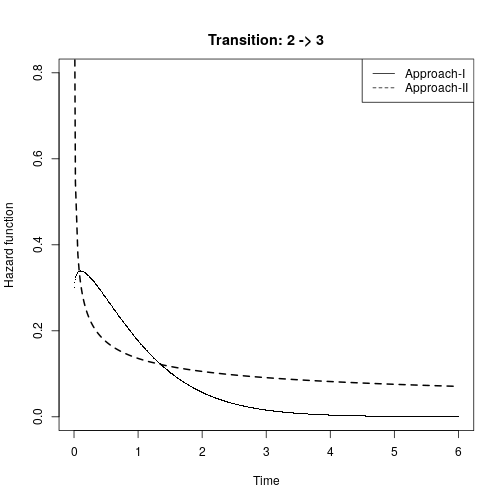 Transition: 2 -> 3
Approach-I
Approach-II
Hazard function
0.8
0.6
0.4
0.2
0.0
0 1 2 3 4 5 6
Time